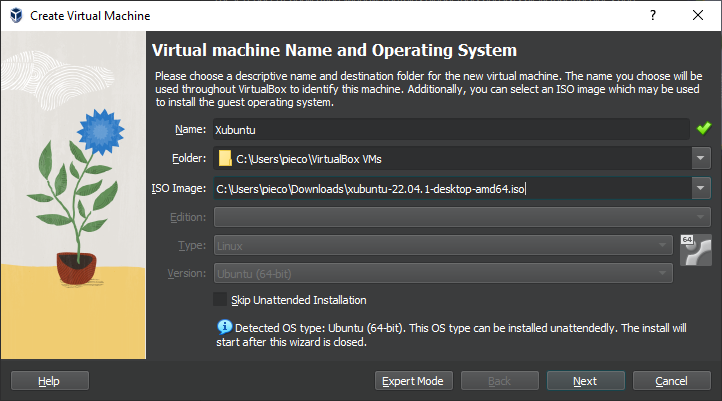 Create Virtual Machine
?
Virtual machine Name and Operating System
Please choose a descriptive name and destination folder for the new virtual machine. The name you choose will be
used throughout VirtualBox to identify this machine. Additionally, you can select an ISO image which may be used
to install the guest operating system.
Name: Xubuntu
Folder: C:\Users\pieco\VirtualBox VMs
ISO Image: C:\Users\pieco\Downloads\xubuntu-22.04.1-desktop-amd64.iso
Edition:
Type: Linux
64
Version: Ubuntu (64-bit)
Skip Unattended Installation
Detected OS type: Ubuntu (64-bit). This OS type can be installed unattendedly. The install will
start after this wizard is closed.
Help Expert Mode Back Next Cancel